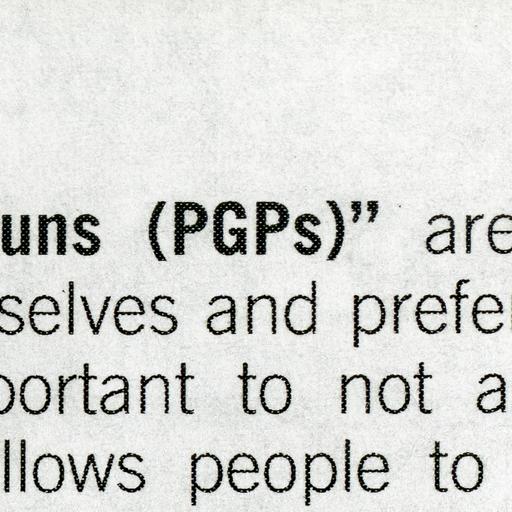 uns (PGPs)” are
selves and prefe
portant to not a
llows people to